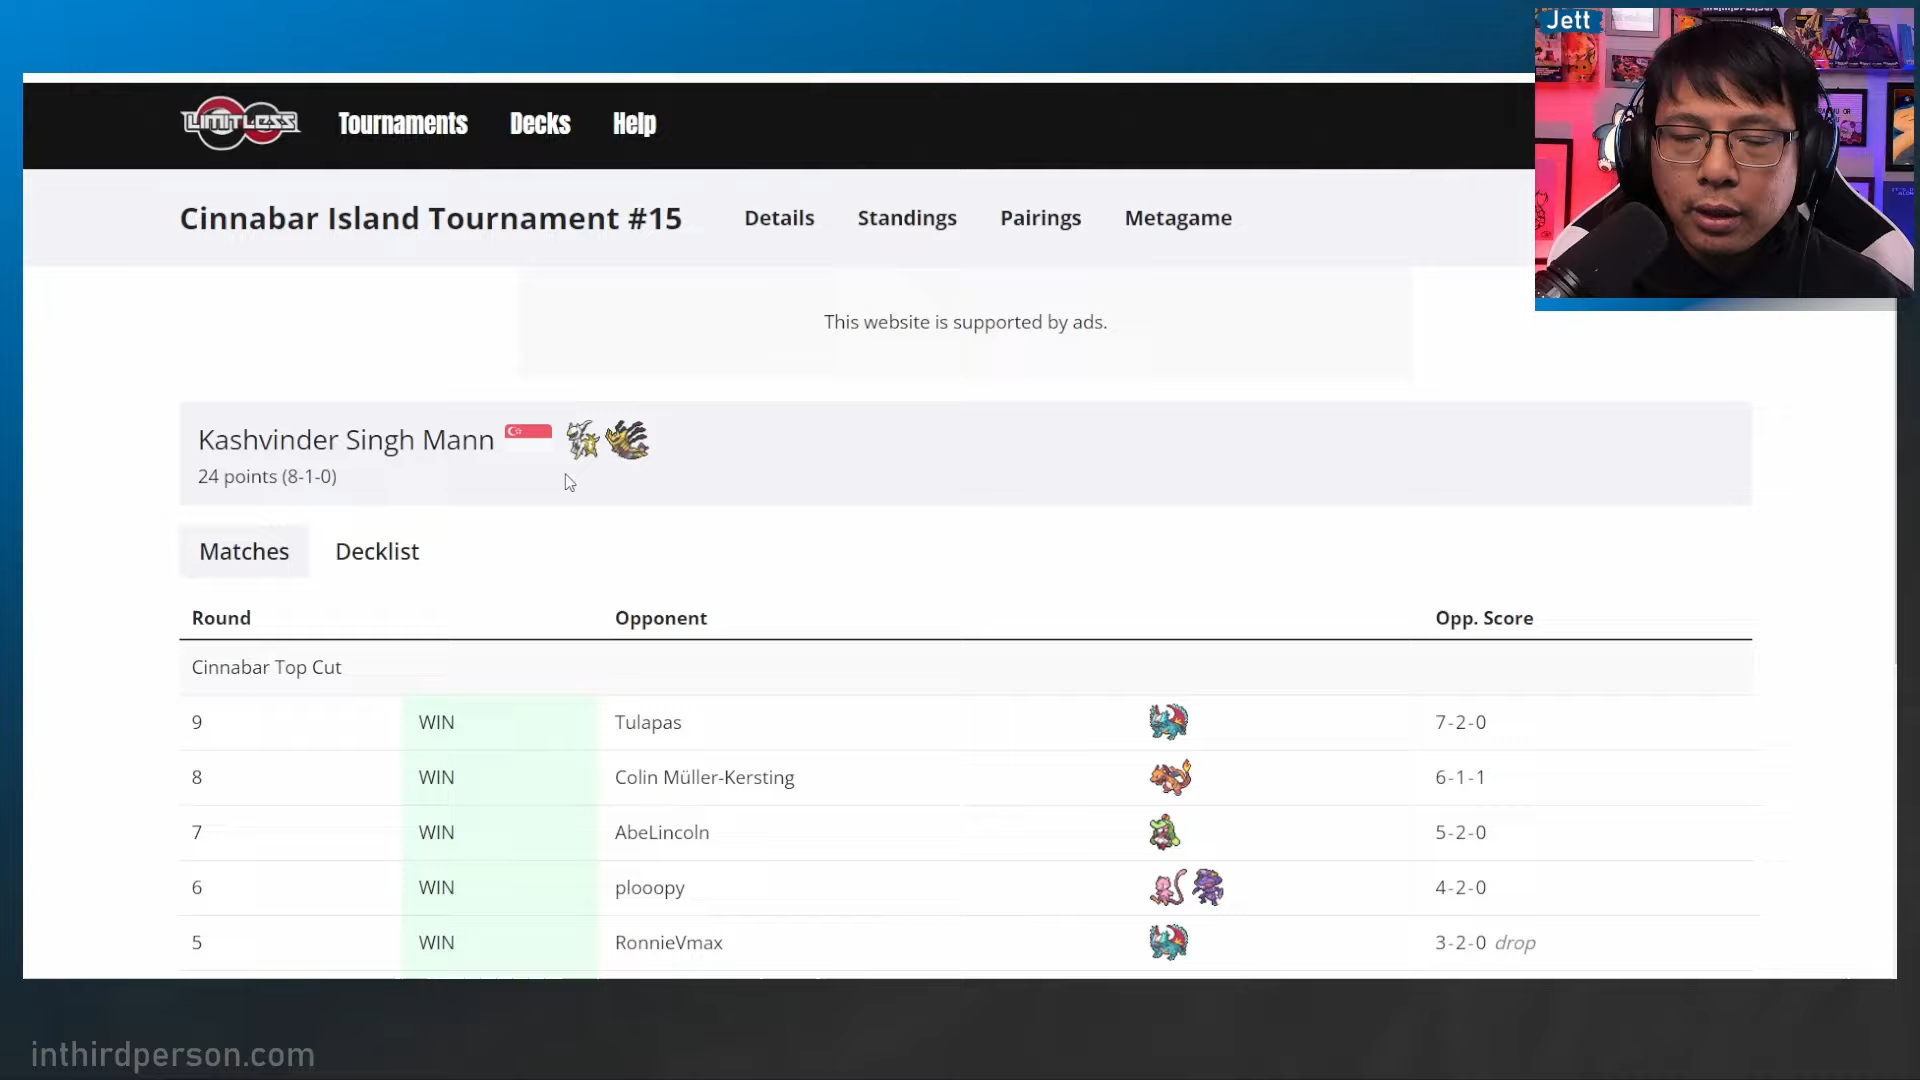 Jett
LIMITLESS Tournaments Decks Help
Cinnabar Island Tournament #15 Details Standings Pairings Metagame
This website is supported by ads.
Kashvinder Singh Mann
24 points (8-1-0)
Matches Decklist
Round Opponent Opp. Score
Cinnabar Top Cut
9 WIN Tulapas 7-2-0
8 WIN Colin Müller-Kersting 6-1-1
7 WIN AbeLincoln 5-2-0
6 WIN plooopy 4-2-0
5 WIN RonnieVmax 3-2-0 drop
inthirdperson.com